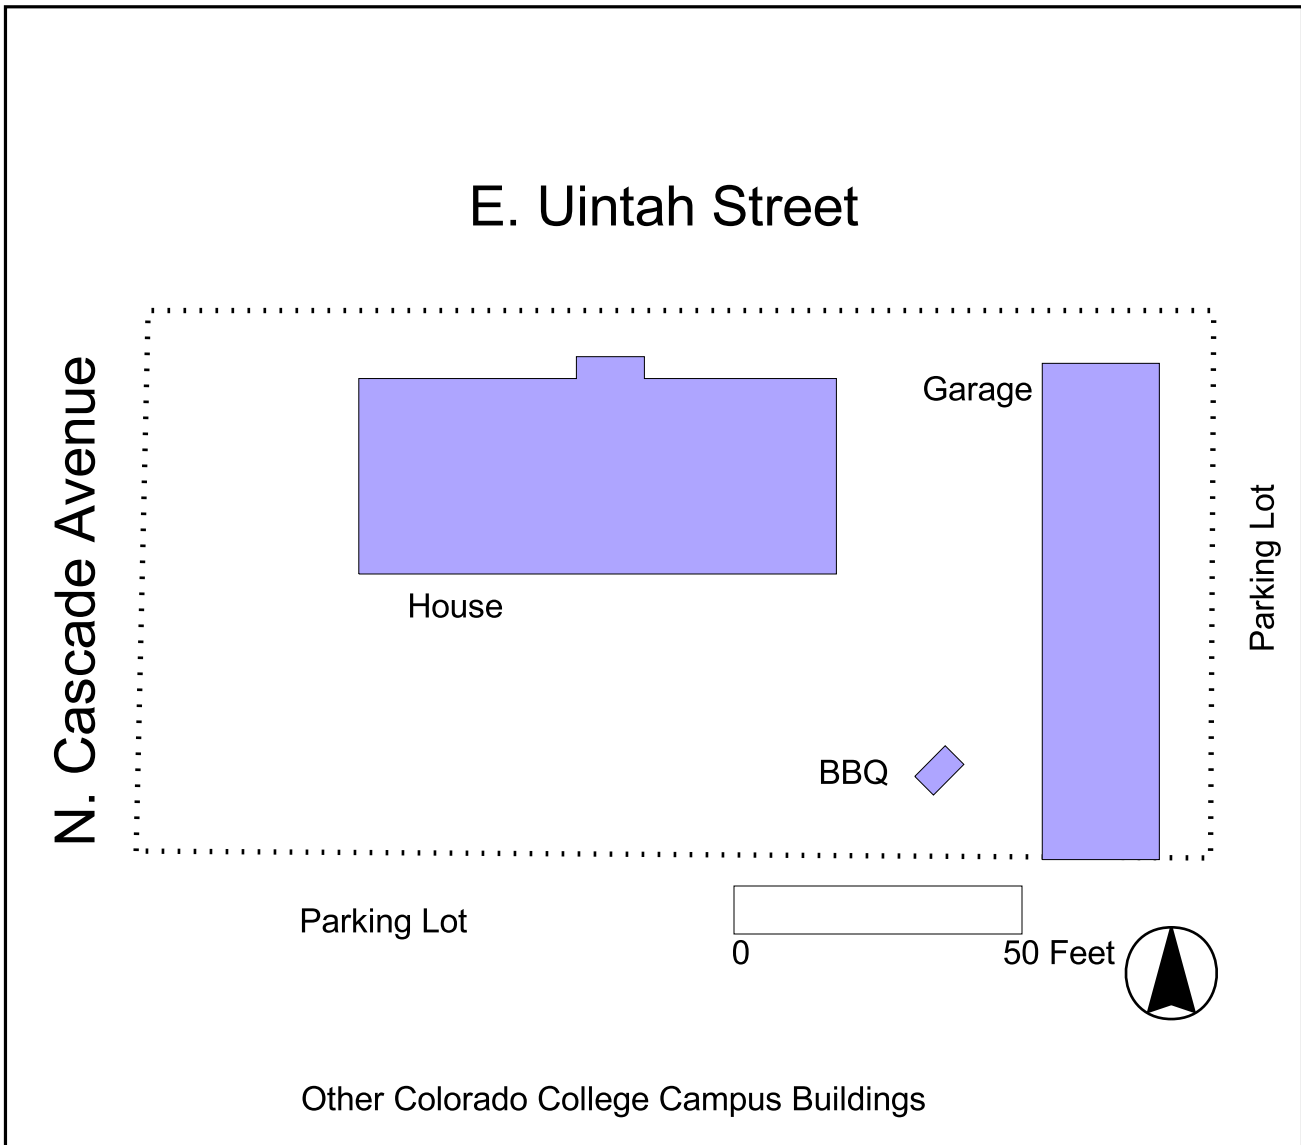 E. Uintah Street
N. Cascade Avenue
Garage
House
Parking Lot
BBQ
Parking Lot
0
50 Feet
Other Colorado College Campus Buildings